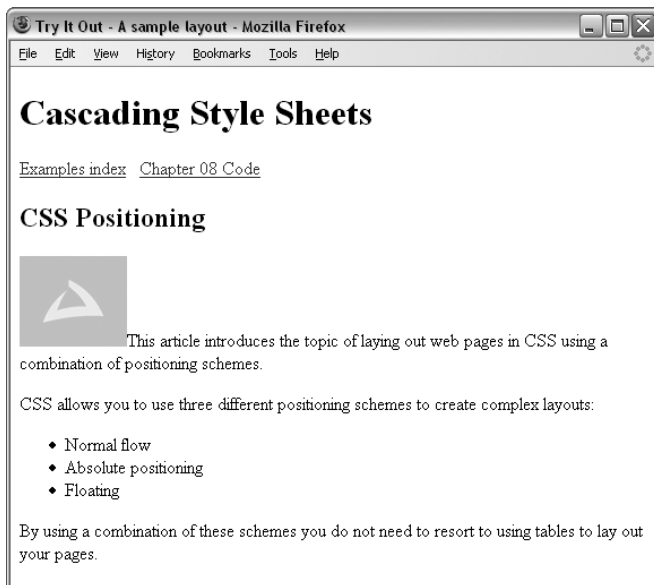 Try It Out - A sample layout - Mozilla Firefox
File Edit View History Bookmarks Tools Help
Cascading Style Sheets
Examples index Chapter 08 Code
CSS Positioning
This article introduces the topic of laying out web pages in CSS using a
combination of positioning schemes.
CSS allows you to use three different positioning schemes to create complex layouts:
• Normal flow
• Absolute positioning
• Floating
By using a combination of these schemes you do not need to resort to using tables to lay out
your pages.